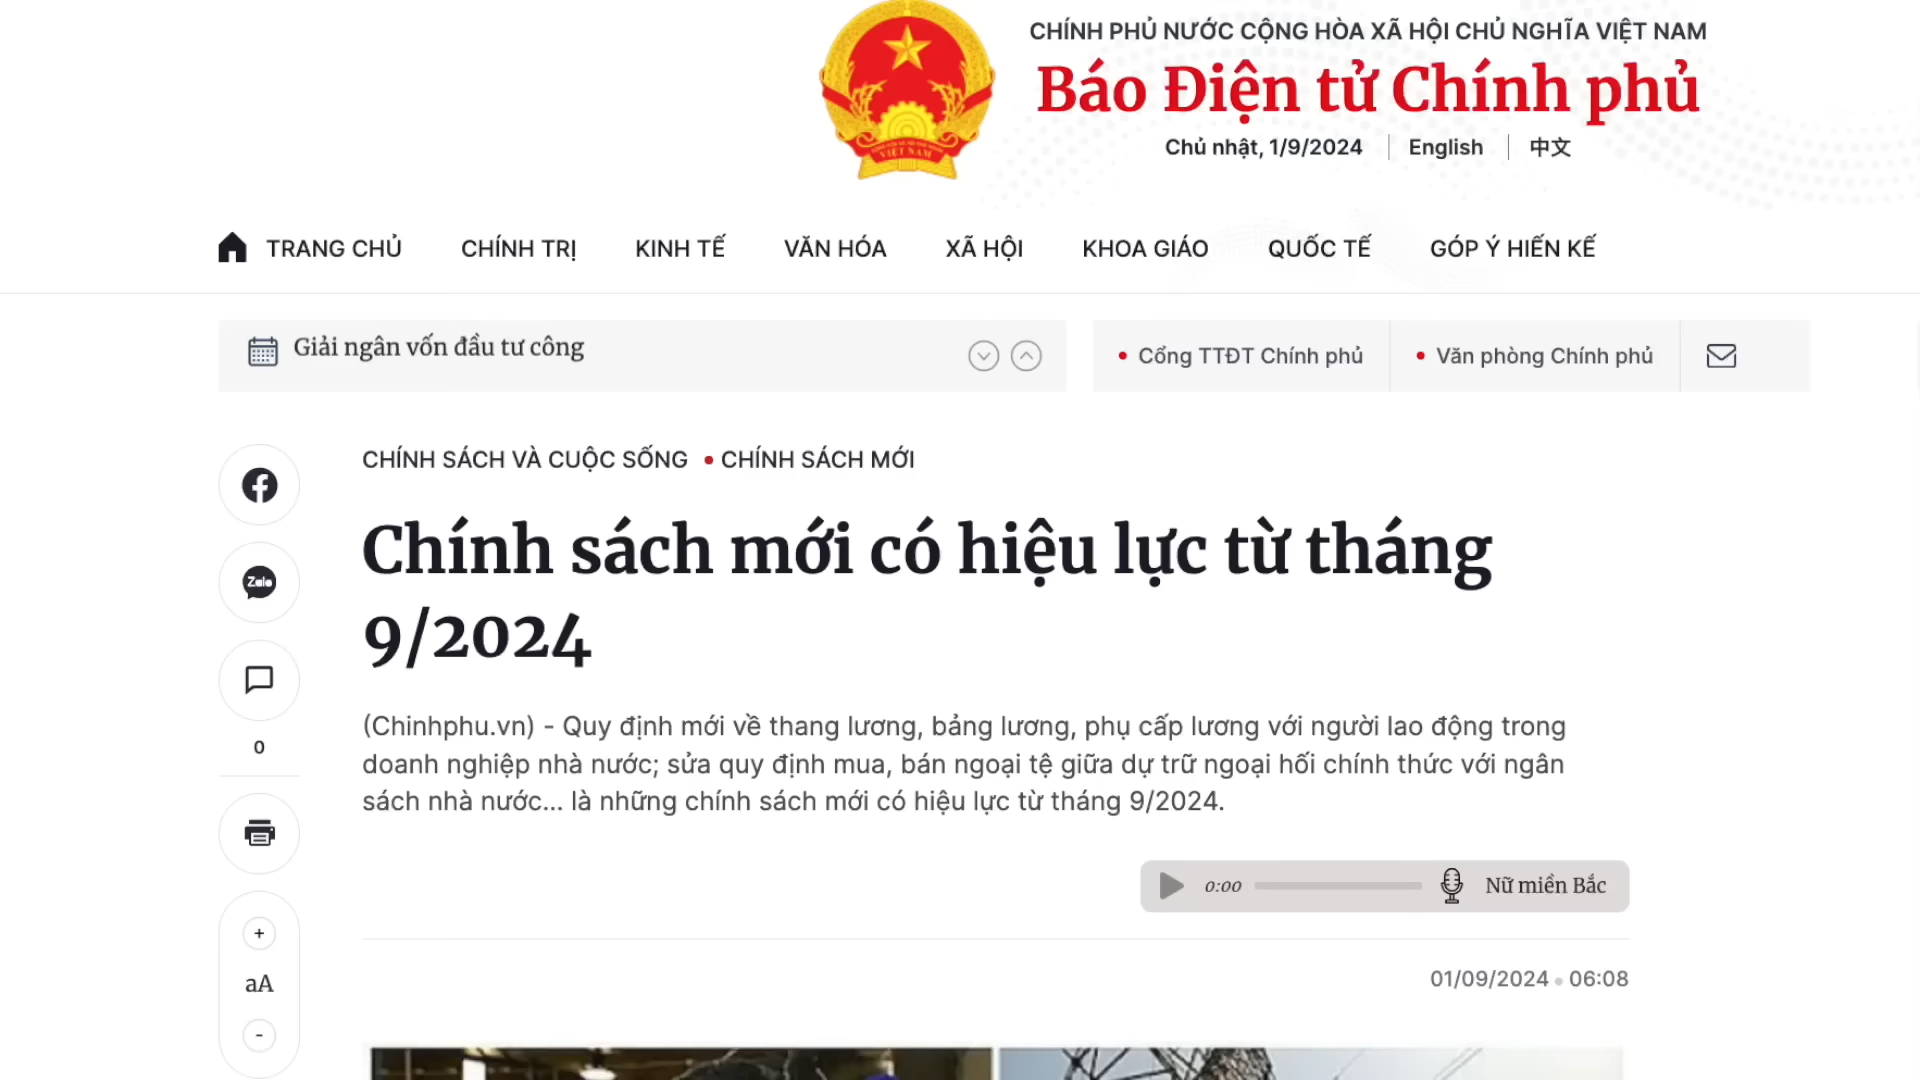 CHÍNH PHỦ NƯỚC CỘNG HÒA XÃ HỘI CHỦ NGHĨA VIỆT NAM
Báo Điện tử Chính phủ
Chủ nhật, 1/9/2024 English 中文
VIỆT NAM
TRANG CHỦ CHÍNH TRỊ KINH TẾ VĂN HÓA XÃ HỘI KHOA GIÁO QUỐC TẾ GÓP Ý HIẾN KẾ
Giải ngân vốn đầu tư công
Cổng TTĐT Chính phủ Văn phòng Chính phủ
CHÍNH SÁCH VÀ CUỘC SỐNG • CHÍNH SÁCH MỚI
Chính sách mới có hiệu lực từ tháng
9/2024
Zalo
0
(Chinhphu.vn) - Quy định mới về thang lương, bảng lương, phụ cấp lương với người lao động trong
doanh nghiệp nhà nước; sửa quy định mua, bán ngoại tệ giữa dự trữ ngoại hối chính thức với ngân
sách nhà nước... là những chính sách mới có hiệu lực từ tháng 9/2024.
0:00 Nữ miền Bắc
+
aA
-
01/09/2024 • 06:08